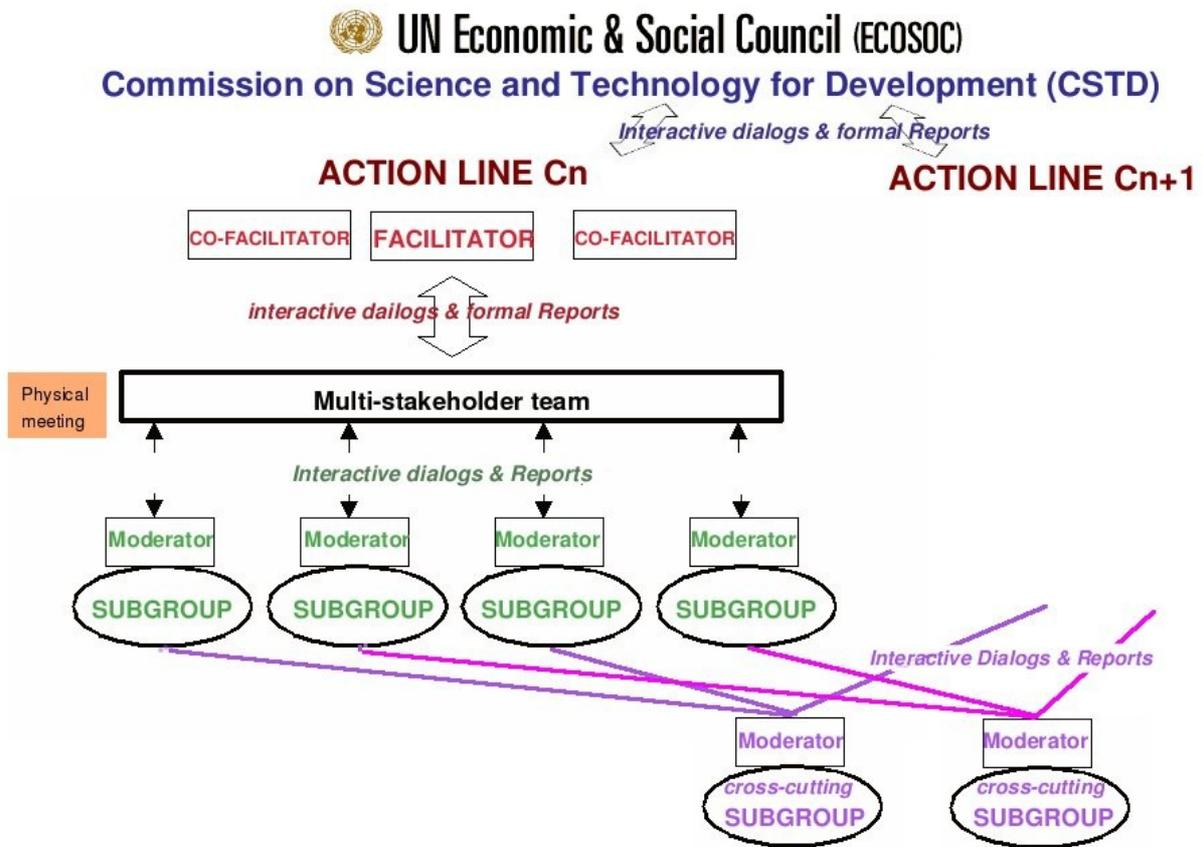 UN Economic & Social Council (ECOSOC)
Commission on Science and Technology for Development (CSTD)
Interactive dialogs & formal Reports
ACTION LINE Cn
ACTION LINE Cn+1
CO-FACILITATOR
FACILITATOR
CO-FACILITATOR
interactive dailogs & formal Reports
Physical
meeting
Multi-stakeholder team
Interactive dialogs & Reports
Moderator
Moderator
Moderator
Moderator
SUBGROUP
SUBGROUP
SUBGROUP
SUBGROUP
Interactive Dialogs & Reports
Moderator
Moderator
cross-cutting
SUBGROUP
cross-cutting
SUBGROUP